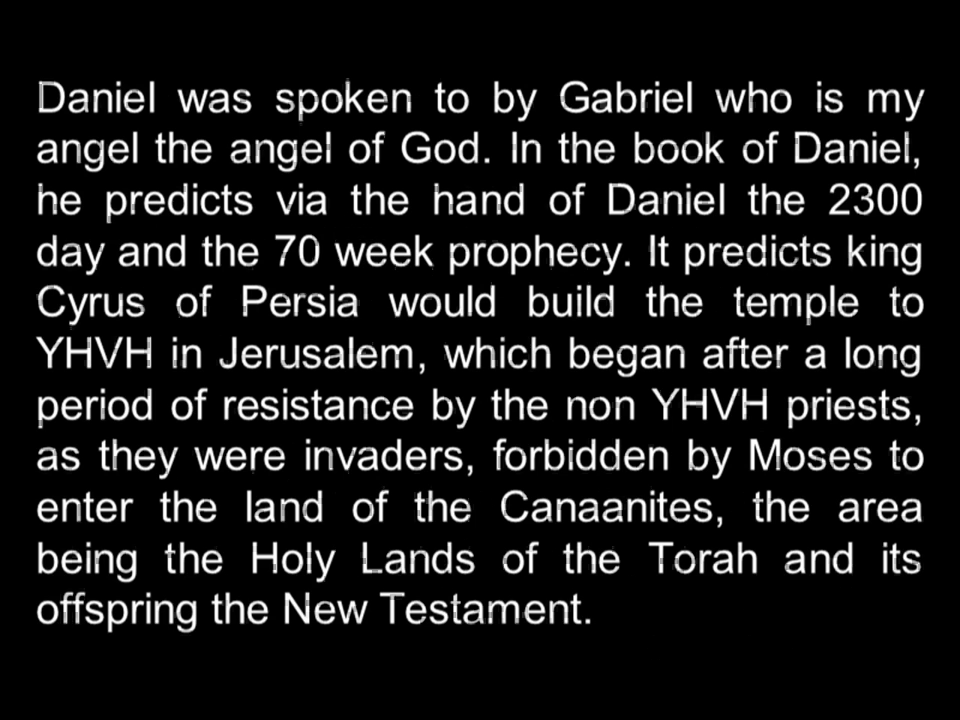 Daniel was spoken to by Gabriel who is my
angel the angel of God. In the book of Daniel,
he predicts via the hand of Daniel the 2300
day and the 70 week prophecy. It predicts king
Cyrus of Persia would build the temple to
YHVH in Jerusalem, which began after a long
period of resistance by the non YHVH priests,
as they were invaders, forbidden by Moses to
enter the land of the Canaanites, the area
being the Holy Lands of the Torah and its
offspring the New Testament.